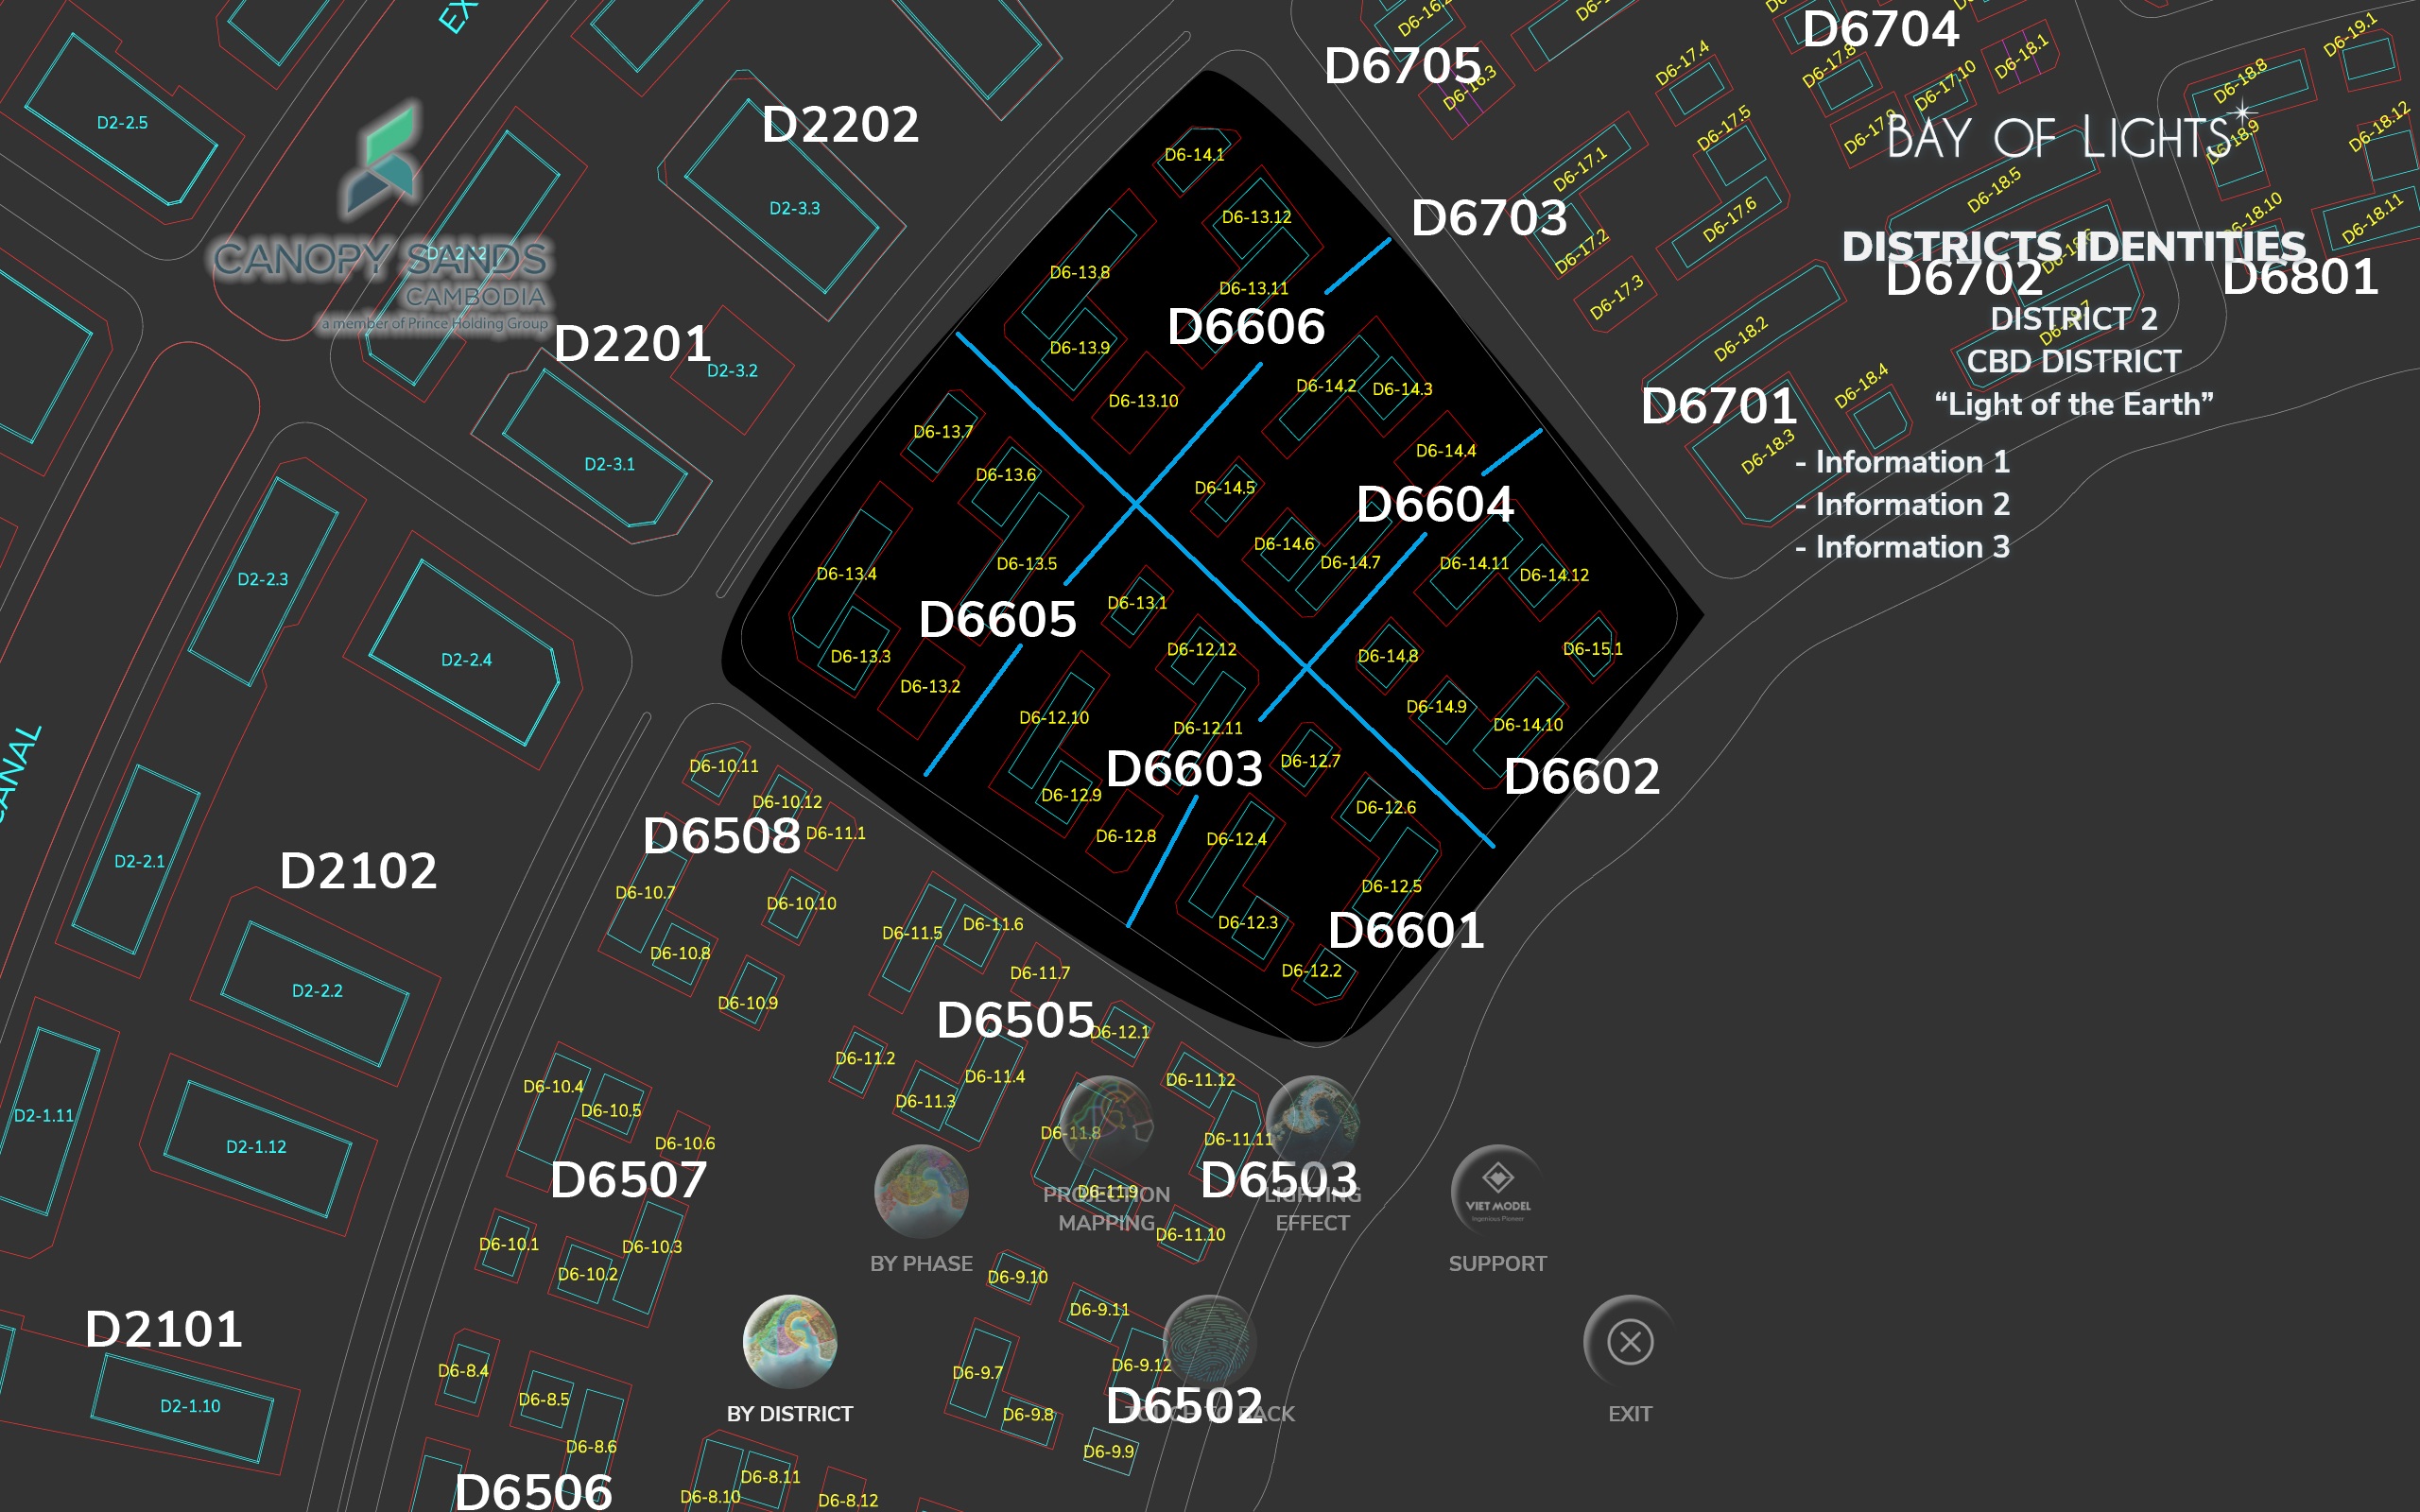 EX
D6-16.2
D6-19.1
D6705
D6704
D6-16.3
D6-17.4
D6-17.8
D6-17.10
D6-18.1
D6-18.8
D2-2.5
D2202
D6-14.1
D6-17.5
D6-17.9
BAY OF LIGHTS
D6-18.9
D6-18.12
D6-17.1
D2-3.3
D6-13.12
D6703
D6-17.6
D6-18.5
D6-18.10
D6-18.11
CANOPY SANDS
CAMBODIA
a member of Prince Holding Group
D6-13.8
D6-13.11
D6-17.2
D6-17.3
DISTRICTS IDENTITIES
D6702
D6801
D2201
D2-3.2
D6606
D6-13.9
D6-18.2
DISTRICT 2
CBD DISTRICT
“Light of the Earth”
D6-13.10
D6-14.2
D6-14.3
D6701
D6-18.4
D6-13.7
D6-14.4
D6-18.3
- Information 1
- Information 2
- Information 3
D2-3.1
D6-13.6
D6-14.5
D6604
D2-2.3
D6-13.4
D6-13.5
D6-14.6
D6-14.7
D6-14.11
D6-14.12
D6605
D6-13.1
D2-2.4
D6-13.3
D6-13.2
D6-12.12
D6-14.8
D6-15.1
D6-12.10
D6-12.11
D6-14.9
D6-14.10
CANAL
D6-10.11
D6603
D6-12.7
D6602
D6-10.12
D6-12.9
D6-12.6
D6508
D6-11.1
D6-12.8
D6-12.4
D2-2.1
D2102
D6-10.7
D6-10.10
D6-12.5
D6-11.5
D6-11.6
D6-12.3
D6601
D6-10.8
D6-11.7
D6-12.2
D2-2.2
D6-10.9
D6505
D6-12.1
D6-11.2
D6-10.4
D6-10.5
D6-11.3
D6-11.4
D6-11.12
D2-1.11
D2-1.12
D6-10.6
D6-11.8
D6-11.11
D6507
D6-11.9
D6503
PROJECTION
MAPPING
LIGHTING
EFFECT
VIET MODEL
Ingenious Pioneer
D6-10.1
D6-10.3
D6-11.10
BY PHASE
SUPPORT
D6-10.2
D6-9.10
D2101
D6-9.11
D6-8.4
D6-9.7
D6-9.12
D2-1.10
D6-8.5
BY DISTRICT
D6-9.8
D6502
TOUCH TO BACK
EXIT
D6-8.6
D6-9.9
D6506
D6-8.10
D6-8.11
D6-8.12